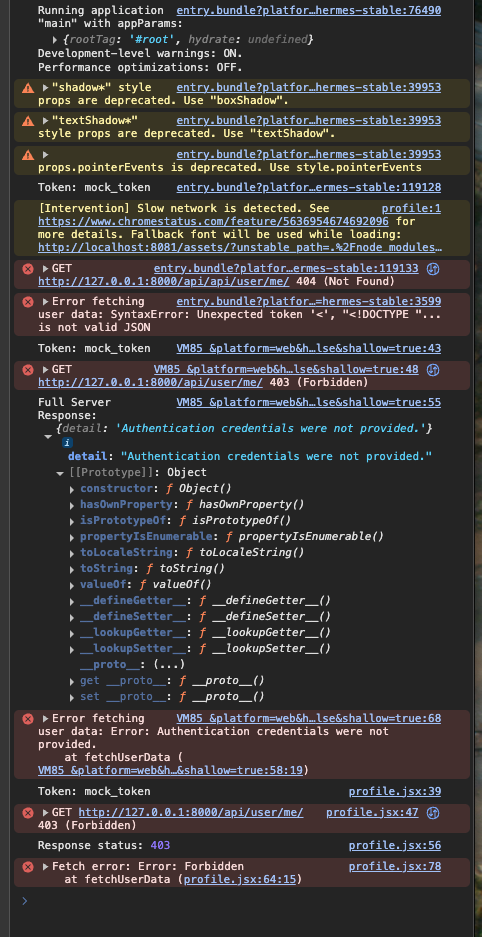 Running application entry.bundle?platfor…hermes-stable:76490
"main" with appParams:
{rootTag: '#root', hydrate: undefined}
Development-level warnings: ON.
Performance optimizations: OFF.
"shadow*" style entry.bundle?platfor…hermes-stable:39953
props are deprecated. Use "boxShadow".
"textShadow*" entry.bundle?platfor…hermes-stable:39953
style props are deprecated. Use "textShadow".
entry.bundle?platfor…hermes-stable:39953
props.pointerEvents is deprecated. Use style.pointerEvents
Token: mock_token entry.bundle?platfor…ermes-stable:119128
[Intervention] Slow network is detected. See profile:1
https://www.chromestatus.com/feature/5636954674692096 for
more details. Fallback font will be used while loading:
http://localhost:8081/assets/?unstable_path=.%2Fnode_modules…
GET entry.bundle?platfor…ermes-stable:119133
http://127.0.0.1:8000/api/api/user/me/ 404 (Not Found)
Error fetching entry.bundle?platfor…=hermes-stable:3599
user data: SyntaxError: Unexpected token '<', "<!DOCTYPE "...
is not valid JSON
Token: mock_token VM85 &platform=web&h…lse&shallow=true:43
GET VM85 &platform=web&h…lse&shallow=true:48
http://127.0.0.1:8000/api/user/me/ 403 (Forbidden)
Full Server VM85 &platform=web&h…lse&shallow=true:55
Response:
{detail: 'Authentication credentials were not provided.'}
i
detail: "Authentication credentials were not provided."
[[Prototype]]: Object
constructor: ƒ Object()
hasOwnProperty: ƒ hasOwnProperty()
isPrototypeOf: ƒ isPrototypeOf()
propertyIsEnumerable: ƒ propertyIsEnumerable()
toLocaleString: ƒ toLocaleString()
toString: ƒ toString()
valueOf: ƒ valueOf()
__defineGetter__: ƒ __defineGetter__()
__defineSetter__: ƒ __defineSetter__()
__lookupGetter__: ƒ __lookupGetter__()
__lookupSetter__: ƒ __lookupSetter__()
__proto__: (...)
get __proto__: ƒ __proto__()
set __proto__: ƒ __proto__()
Error fetching VM85 &platform=web&h…lse&shallow=true:68
user data: Error: Authentication credentials were not
provided.
at fetchUserData (
VM85 &platform=web&h…&shallow=true:58:19)
Token: mock_token profile.jsx:39
GET http://127.0.0.1:8000/api/user/me/ profile.jsx:47
403 (Forbidden)
Response status: 403 profile.jsx:56
Fetch error: Error: Forbidden profile.jsx:78
at fetchUserData (profile.jsx:64:15)